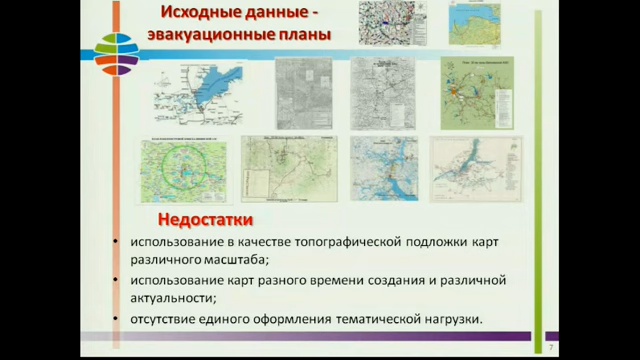 Исходные данные -
эвакуационные планы
Недостатки
• использование в качестве топографической подложки карт
различного масштаба;
• использование карт разного времени создания и различной
актуальности;
• отсутствие единого оформления тематической нагрузки.
7